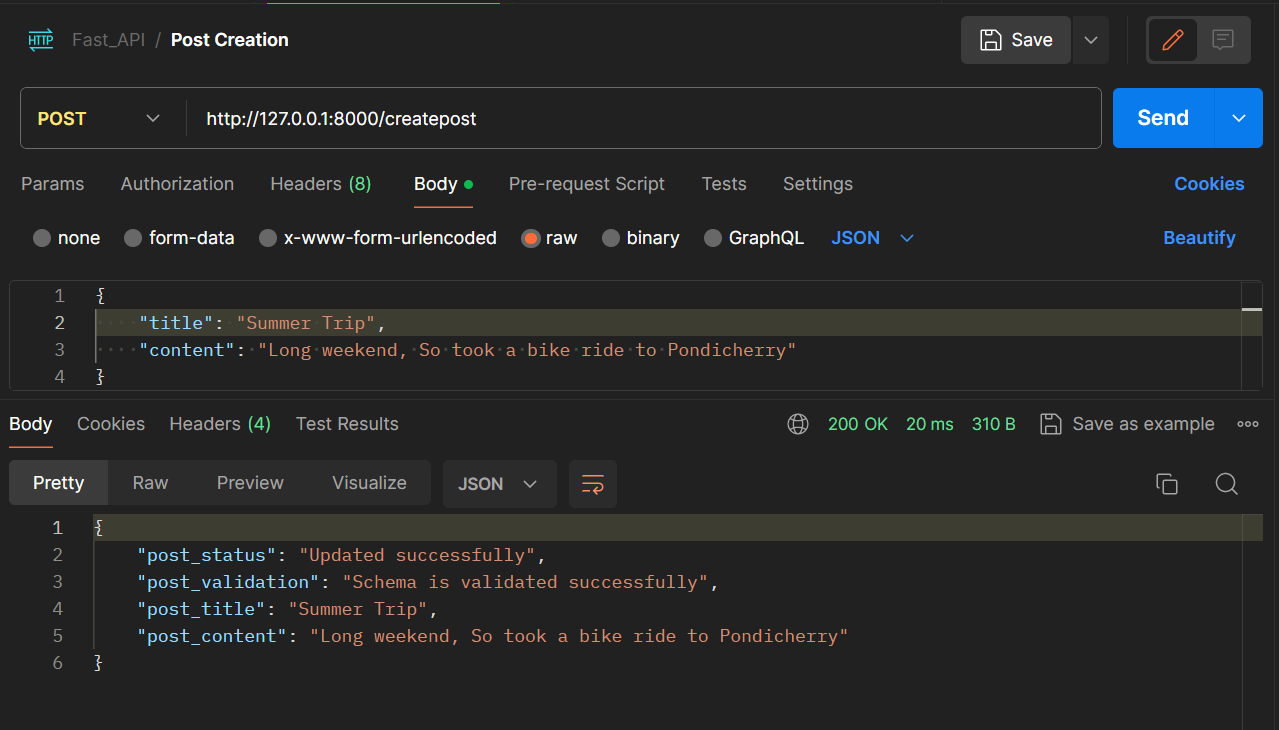 HTTP Fast_API / Post Creation Save
POST http://127.0.0.1:8000/createpost Send
Params Authorization Headers (8) Body Pre-request Script Tests Settings Cookies
none form-data x-www-form-urlencoded raw binary GraphQL JSON Beautify
1 {
2 "title": "Summer Trip",
3 "content": "Long weekend, So took a bike ride to Pondicherry"
4 }
Body Cookies Headers (4) Test Results 200 OK 20 ms 310 B Save as example
Pretty Raw Preview Visualize JSON
1 {
2 "post_status": "Updated successfully",
3 "post_validation": "Schema is validated successfully",
4 "post_title": "Summer Trip",
5 "post_content": "Long weekend, So took a bike ride to Pondicherry"
6 }